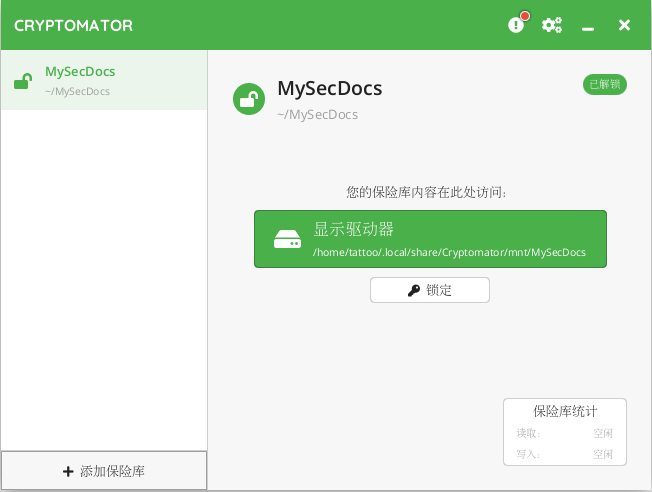 CRYPTOMATOR
MySecDocs
~/MySecDocs
MySecDocs
~/MySecDocs
已解锁
您的保险库内容在此处访问:
显示驱动器
/home/tattoo/.local/share/Cryptomator/mnt/MySecDocs
锁定
保险库统计
读取: 空闲
写入: 空闲
添加保险库